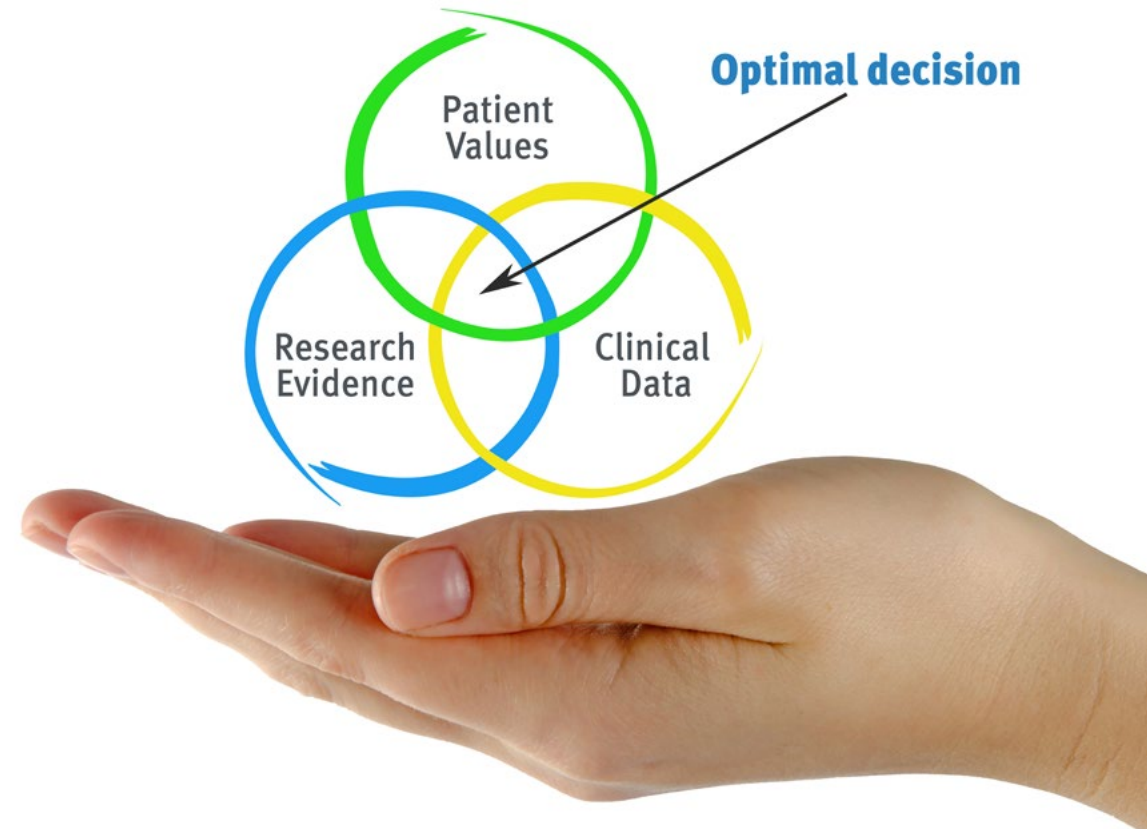 Optimal decision
Patient
Values
Research
Evidence
Clinical
Data